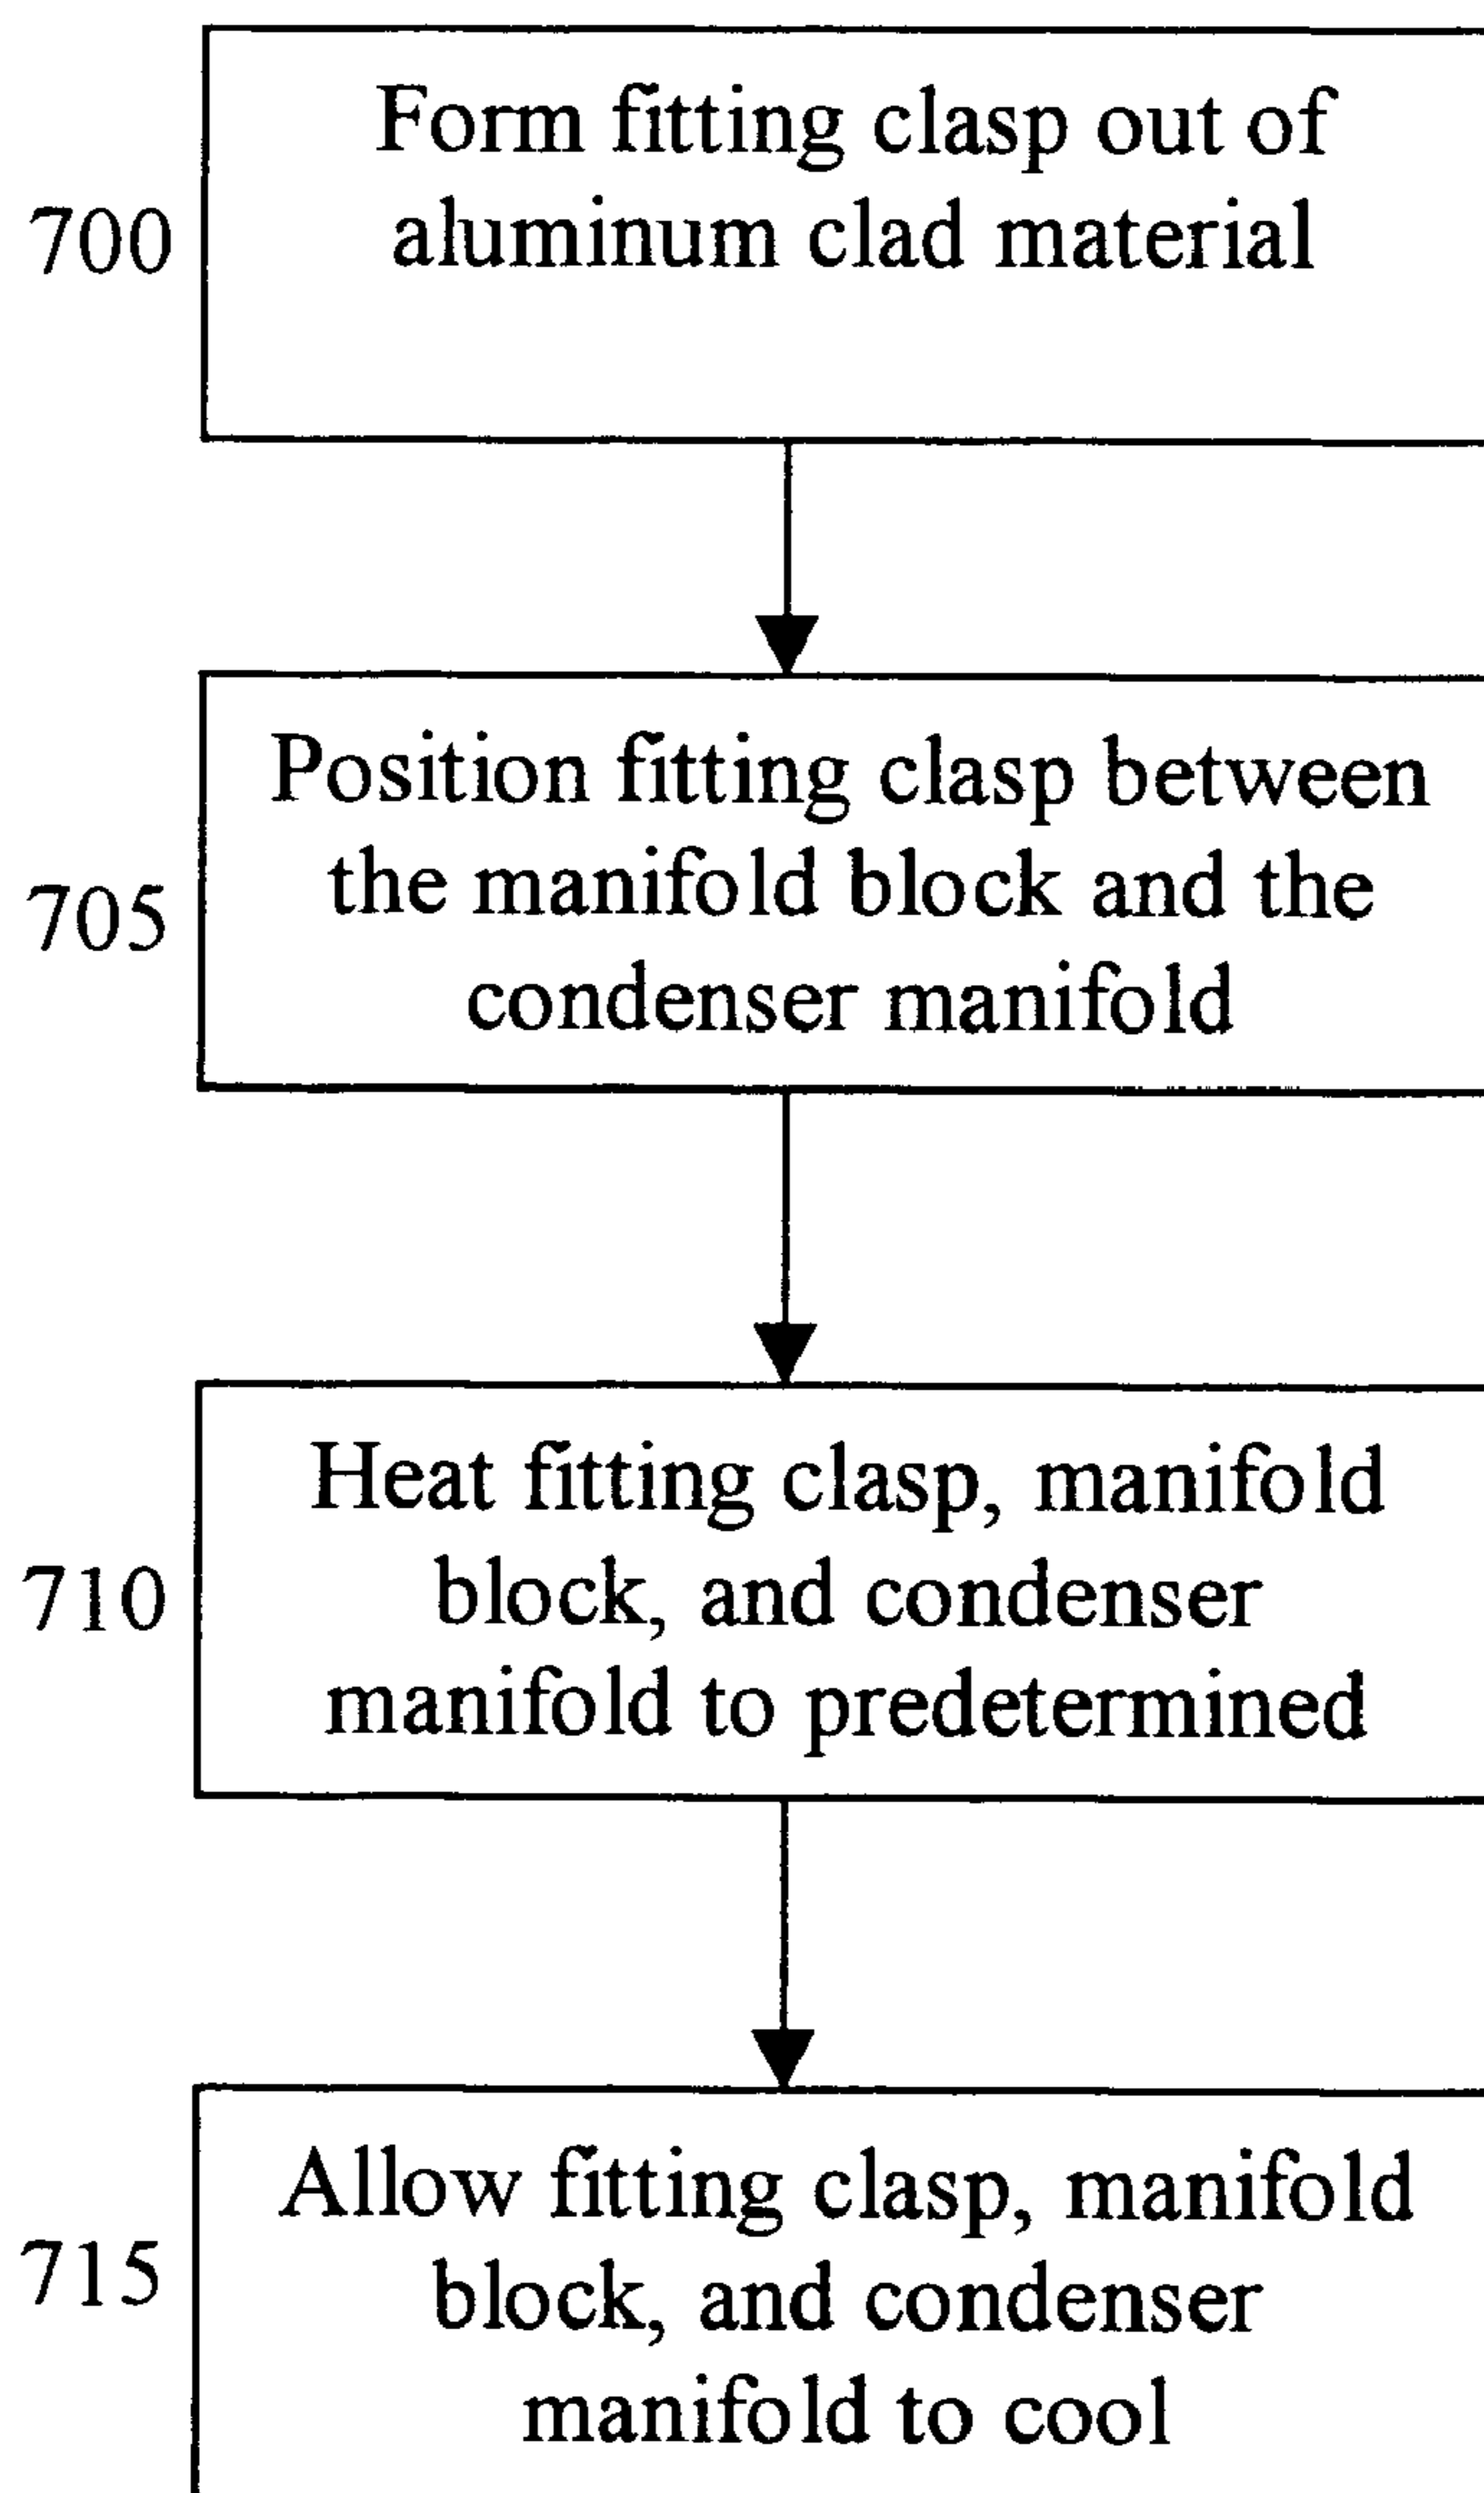 Form fitting clasp out of
aluminum clad material
700
Position fitting clasp between
the manifold block and the
705
condenser manifold
Heat fitting clasp, manifold
710
block, and condenser
manifold to predetermined
Allow fitting clasp, manifold
715
block, and condenser
manifold to cool